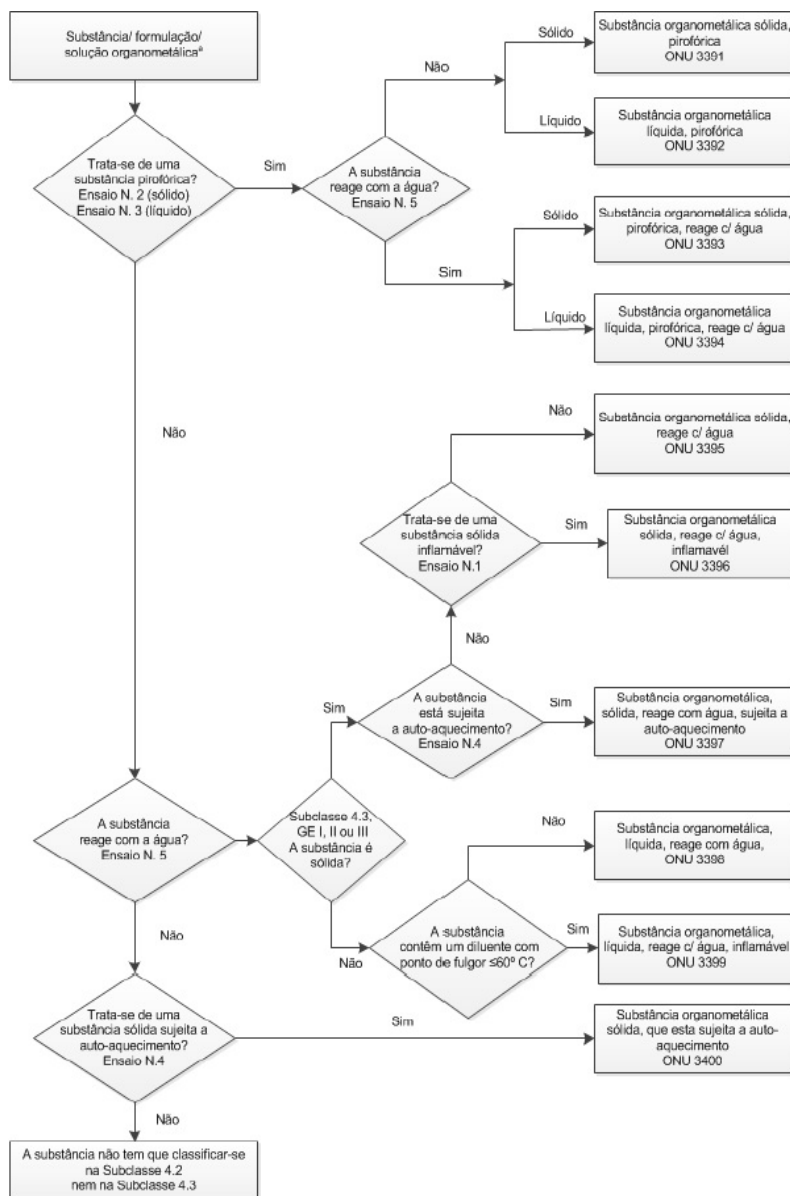 Substância/ formulação/
solução organometálicaª
Trata-se de uma
substância pirofórica?
Ensaio N. 2 (sólido)
Ensaio N. 3 (líquido)
Sim
A substância
reage com a água?
Ensaio N. 5
Não
Sólido
Substância organometálica sólida,
pirofórica
ONU 3391
Líquido
Substância organometálica
líquida, pirofórica
ONU 3392
Sim
Sólido
Substância organometálica sólida,
pirofórica, reage c/ água
ONU 3393
Líquido
Substância organometálica
líquida, pirofórica, reage c/ água
ONU 3394
Não
Não
Substância organometálica sólida,
reage c/ água
ONU 3395
Trata-se de uma
substância sólida
inflamável?
Ensaio N.1
Sim
Substância organometálica
sólida, reage c/ água,
inflamavél
ONU 3396
Não
Sim
A substância
está sujeita
a auto-aquecimento?
Ensaio N.4
Sim
Substância organometálica,
sólida, reage com água, sujeita a
auto-aquecimento
ONU 3397
A substância
reage com a água?
Ensaio N. 5
Subclasse 4.3,
GE I, II ou III
A substância é
sólida?
Não
Substância organometálica,
líquida, reage com água,
ONU 3398
Não
Não
A substância
contêm um diluente com
ponto de fulgor ≤60º C?
Sim
Substância organometálica,
líquida, reage c/ água, inflamável
ONU 3399
Trata-se de uma
substância sólida sujeita a
auto-aquecimento?
Ensaio N.4
Sim
Substância organometálica
sólida, que esta sujeita a auto-
aquecimento
ONU 3400
Não
A substância não tem que classificar-se
na Subclasse 4.2
nem na Subclasse 4.3